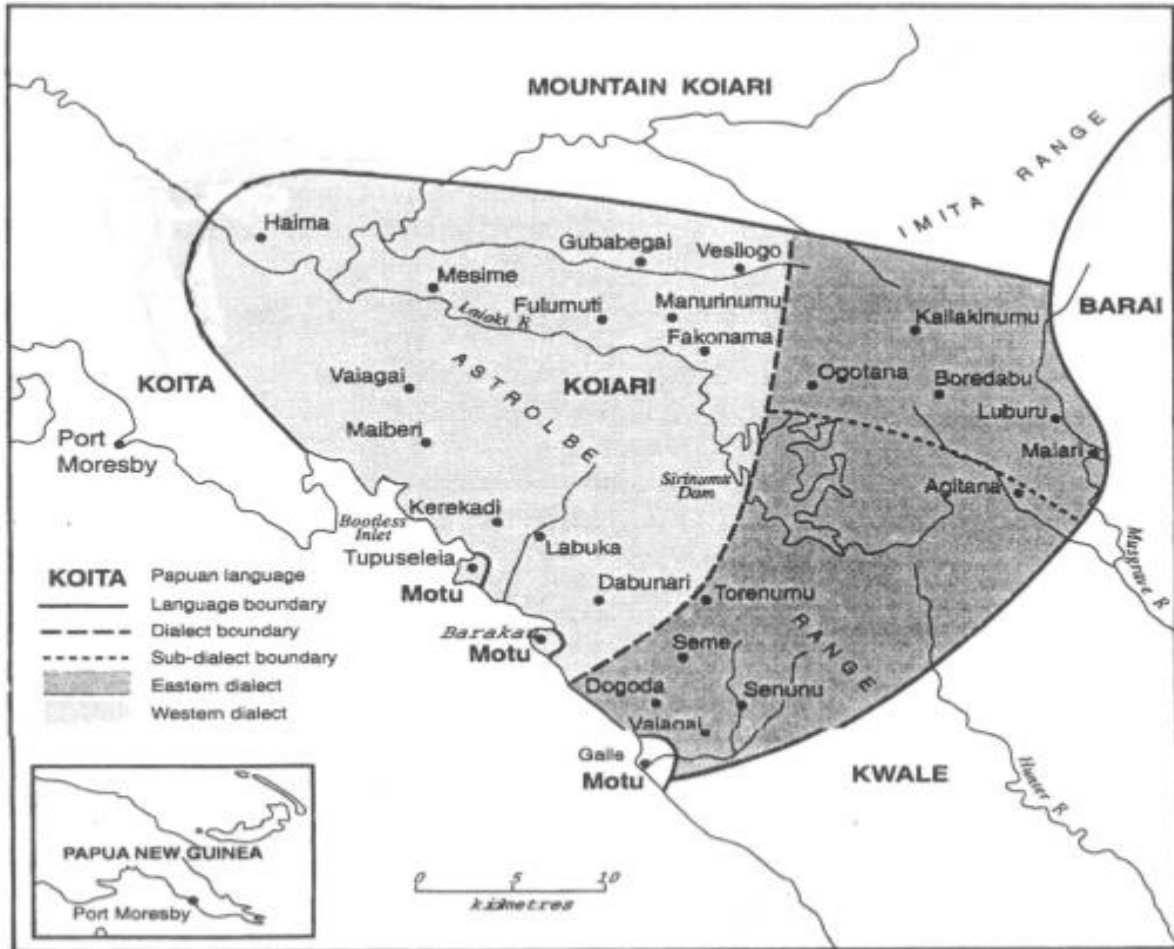 MOUNTAIN KOIARI
IMITA RANGE
Haima
Gubabegai
Vesilogo
BARAI
Mesime
Fulumuti
Manurinumu
Kailakinumu
Laloki R
Fakonama
KOITA
Vaiagai
ASTROLBE
KOIARI
Ogotana
Boredabu
Luburu
Port
Moresby
Maiberi
Maiari
Sirinumu
Dam
Agitana
Kerekadi
Bootless
Inlet
Labuka
Tupuseleia
Musgrave R
KOITA Papuan language
Motu
Dabunari
Torenumu
Language boundary
Dialect boundary
Barakau
RANGE
Sub-dialect boundary
Motu
Seme
Eastern dialect
Dogoda
Senunu
Western dialect
Vaiagai
Gaile
Motu
KWALE
Hunter R
PAPUA NEW GUINEA
Port Moresby
0 5 10
kilometres